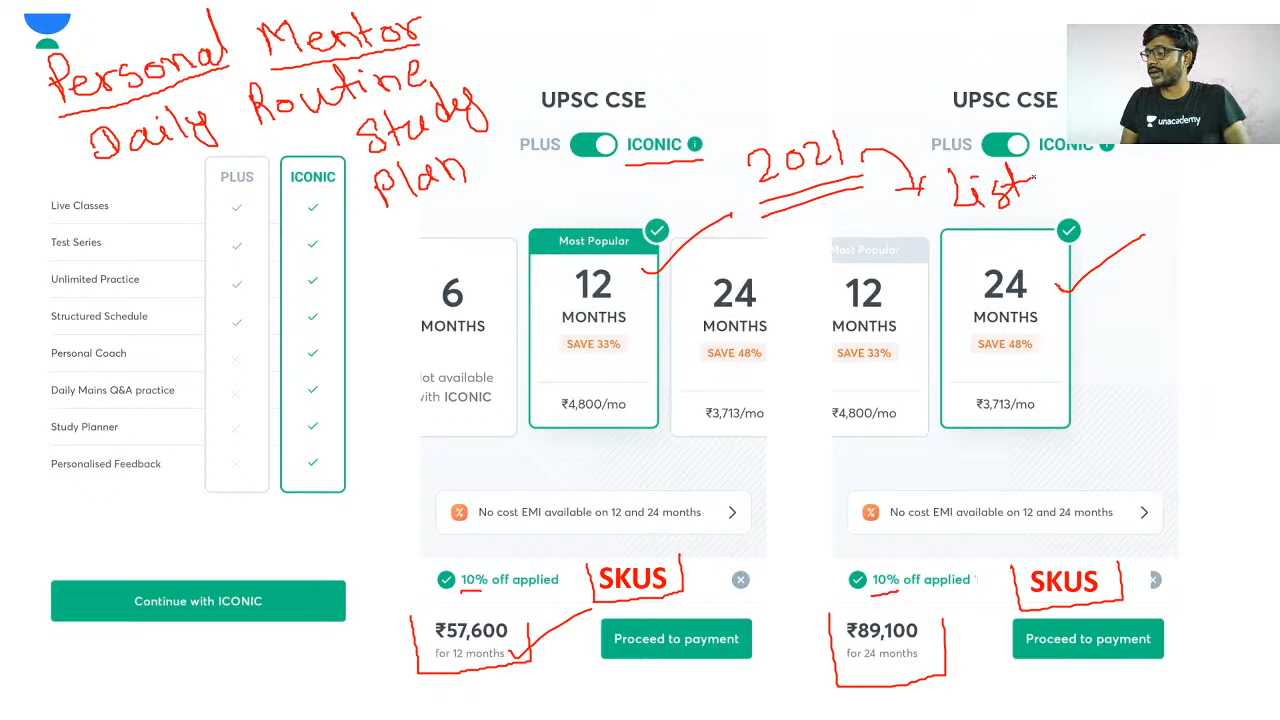 Personal Mentor
Daily Routine
Study
Plan
PLUS
ICONIC
Live Classes
Test Series
Unlimited Practice
Structured Schedule
Personal Coach
Daily Mains Q&A practice
Study Planner
Personalised Feedback
Continue with ICONIC
UPSC CSE
PLUS ICONIC i
2021
6
MONTHS
lot available
with ICONIC
Most Popular
12
MONTHS
SAVE 33%
₹4,800/mo
24
MONTHS
SAVE 48%
₹3,713/mo
No cost EMI available on 12 and 24 months
10% off applied
SKUS
₹57,600
for 12 months
Proceed to payment
UPSC CSE
PLUS ICONIC
List
Most Popular
12
MONTHS
SAVE 33%
₹4,800/mo
24
MONTHS
SAVE 48%
₹3,713/mo
No cost EMI available on 12 and 24 months
10% off applied
SKUS
₹89,100
for 24 months
Proceed to payment
unacademy